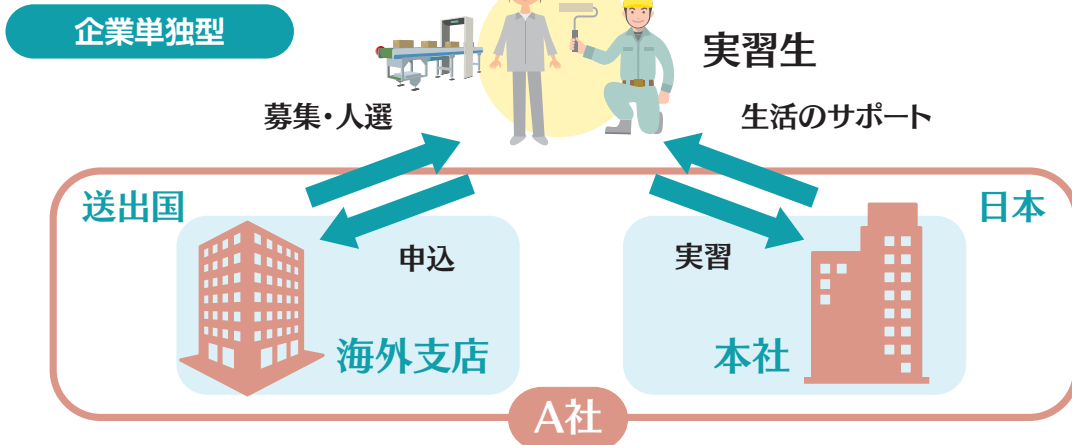 企業単独型
実習生
募集・人選
生活のサポート
送出国
日本
申込
実習
海外支店
本社
A社